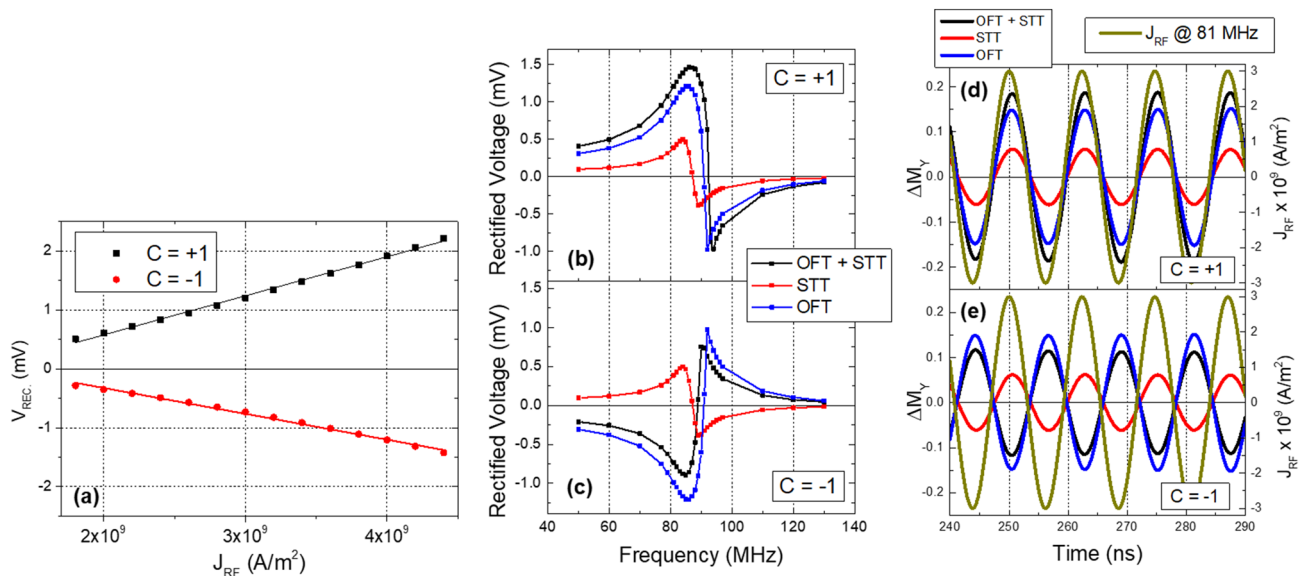 C = +1
C = -1
2
1
0
-1
-2
V_REC. (mV)
(a)
2x10^9
3x10^9
4x10^9
J_RF (A/m^2)
1.5
1.0
0.5
0.0
-0.5
-1.0
Rectified Voltage (mV)
C = +1
(b)
OFT + STT
STT
OFT
1.0
0.5
0.0
-0.5
-1.0
Rectified Voltage (mV)
(c)
C = -1
40
60
80
100
120
140
Frequency (MHz)
OFT + STT
STT
OFT
J_RF @ 81 MHz
0.2
0.1
0.0
-0.1
-0.2
ΔM_Y
(d)
C = +1
3
2
1
0
-1
-2
-3
J_RF x 10^9 (A/m^2)
0.2
0.1
0.0
-0.1
-0.2
ΔM_Y
(e)
C = -1
3
2
1
0
-1
-2
-3
J_RF x 10^9 (A/m^2)
240
250
260
270
280
290
Time (ns)